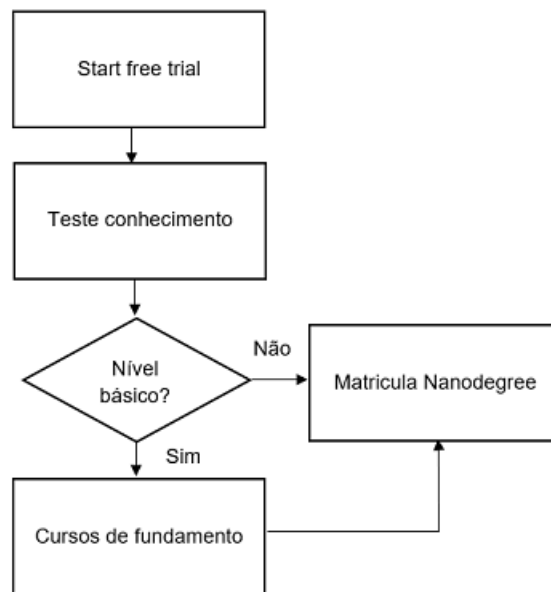 Start free trial
Teste conhecimento
Nível
básico?
Não
Matricula Nanodegree
Sim
Cursos de fundamento